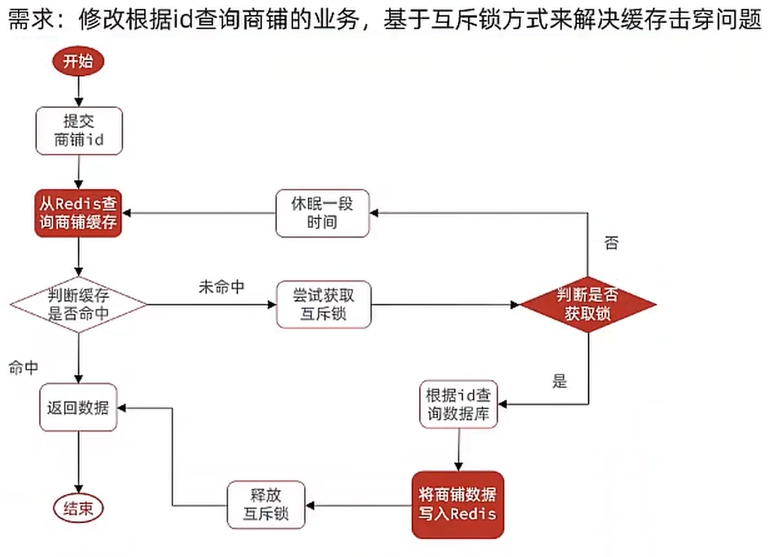 需求：修改根据id查询商铺的业务，基于互斥锁方式来解决缓存击穿问题
开始
提交
商铺id
从Redis查
询商铺缓存
休眠一段
时间
否
判断缓存
是否命中
未命中
尝试获取
互斥锁
判断是否
获取锁
命中
是
返回数据
根据id查
询数据库
结束
释放
互斥锁
将商铺数据
写入Redis